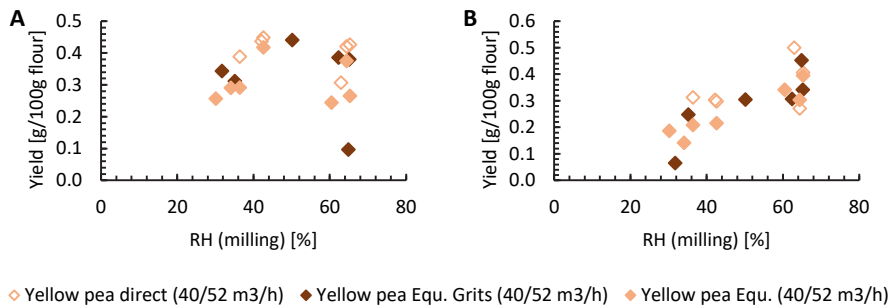 A
B
Yield [g/100g flour]
0.5
0.4
0.3
0.2
0.1
0.0
0 20 40 60 80
RH (milling) [%]
Yield [g/100g flour]
0.6
0.5
0.4
0.3
0.2
0.1
0.0
0 20 40 60 80
RH (milling) [%]
Yellow pea direct (40/52 m3/h) Yellow pea Equ. Grits (40/52 m3/h) Yellow pea Equ. (40/52 m3/h)